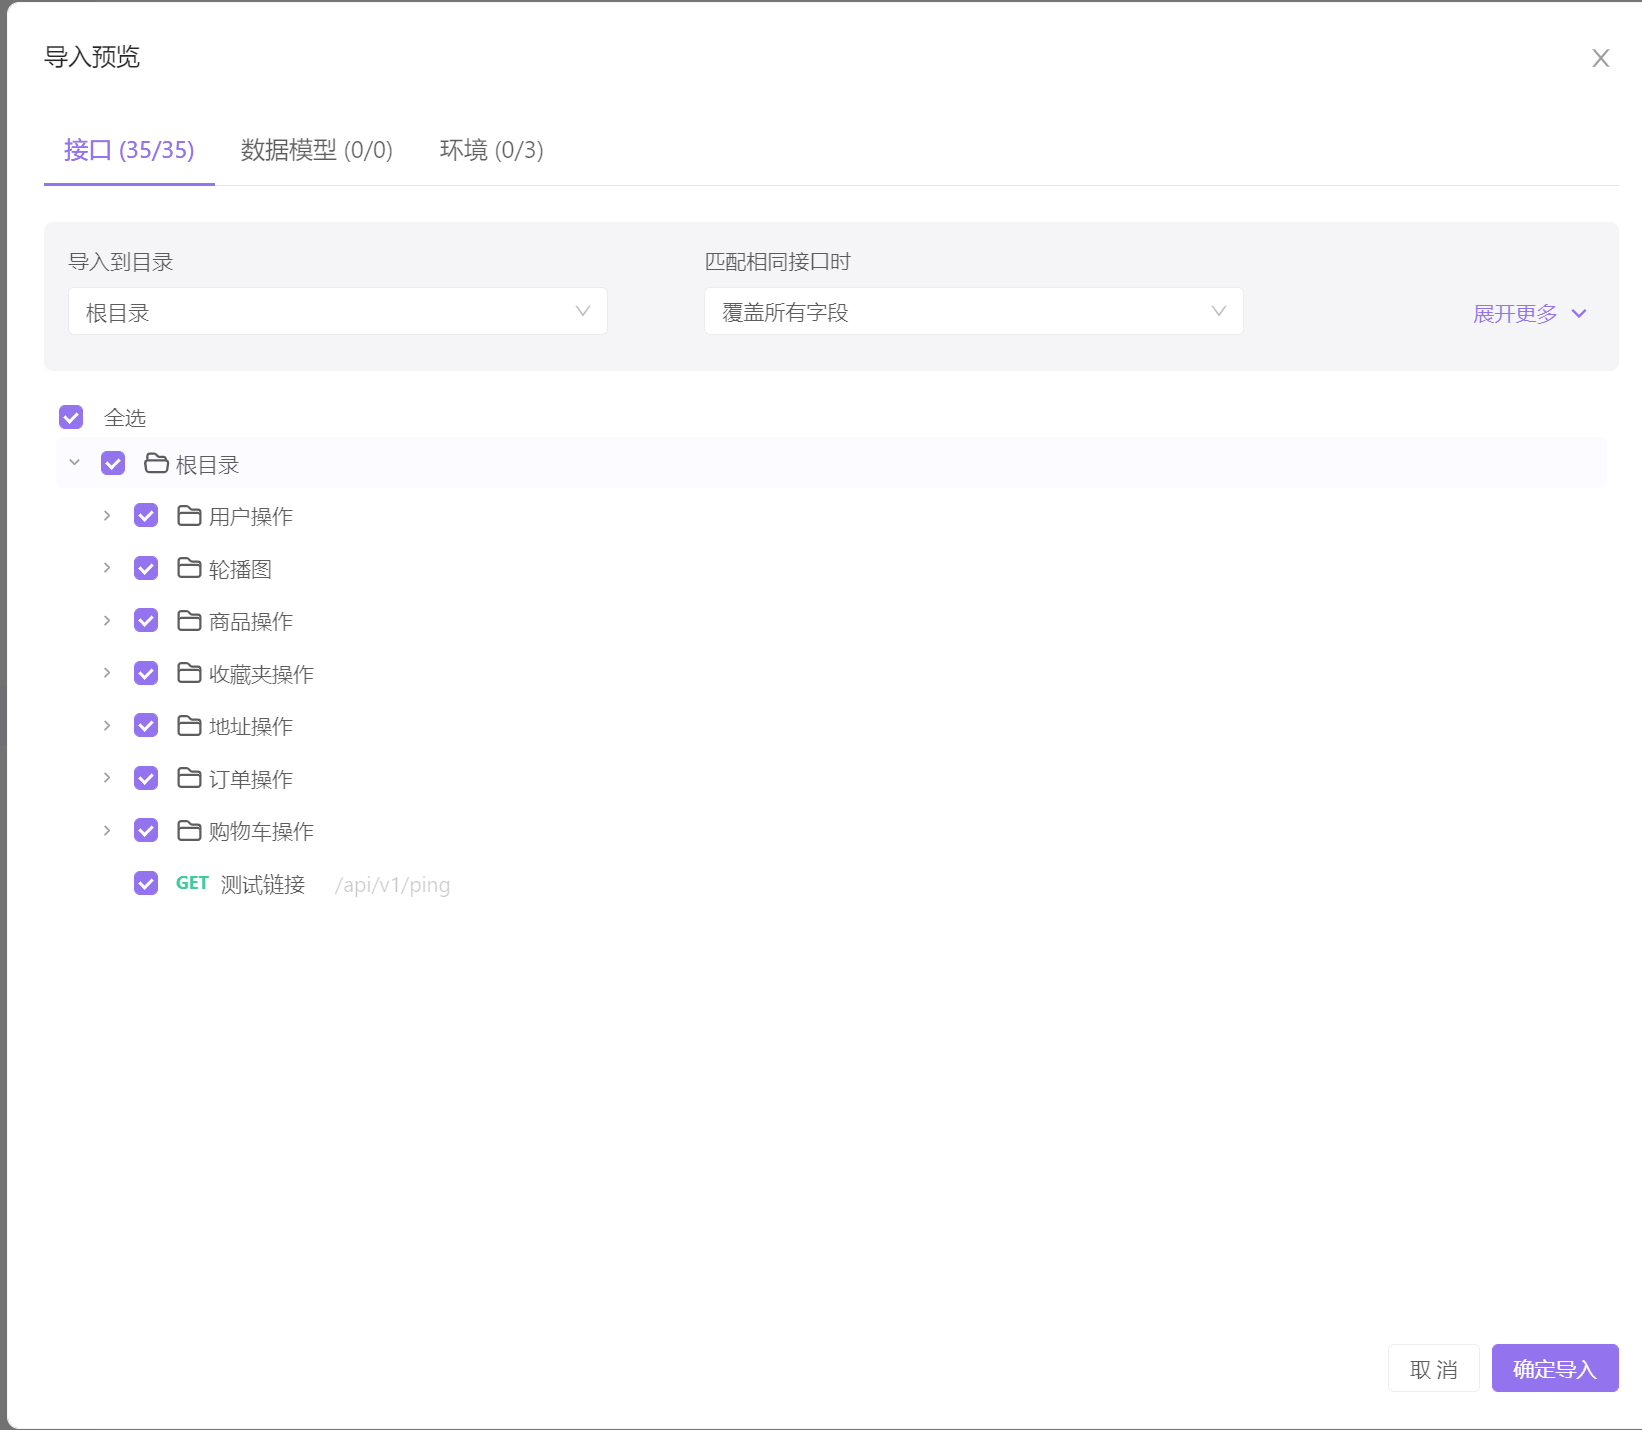 导入预览
接口 (35/35) 数据模型 (0/0) 环境 (0/3)
导入到目录 匹配相同接口时
根目录 覆盖所有字段 展开更多
全选
根目录
用户操作
轮播图
商品操作
收藏夹操作
地址操作
订单操作
购物车操作
GET 测试链接 /api/v1/ping
取 消 确定导入